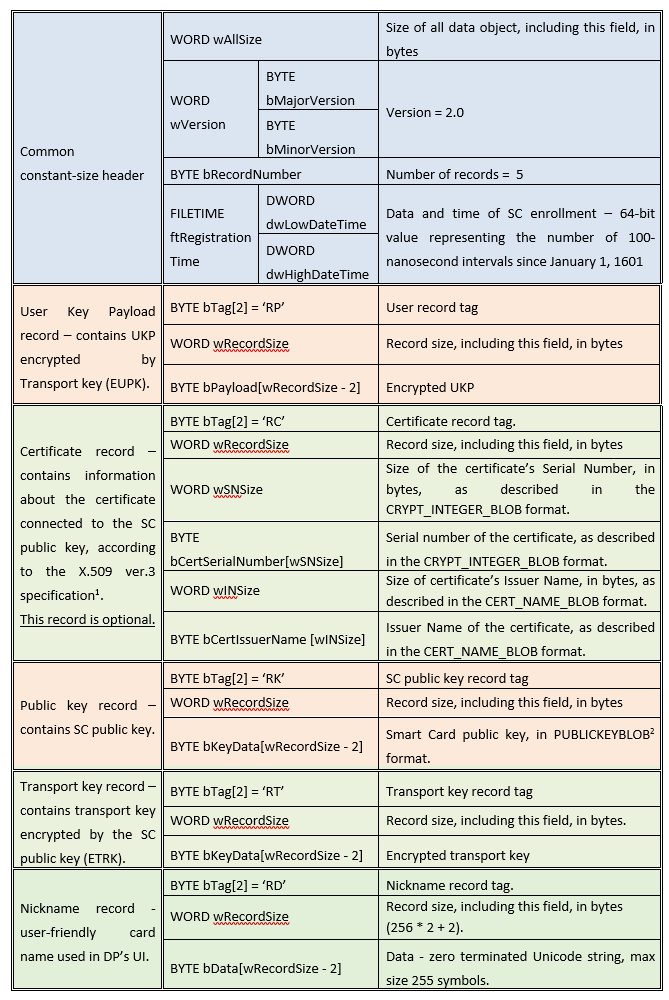 Common
constant-size header
WORD wAllSize
Size of all data object, including this field, in
bytes
WORD
wVersion
BYTE
bMajorVersion
BYTE
bMinorVersion
Version = 2.0
BYTE bRecordNumber
Number of records = 5
FILETIME
ftRegistration
Time
DWORD
dwLowDateTime
DWORD
dwHighDateTime
Data and time of SC enrollment – 64-bit
value representing the number of 100-
nanosecond intervals since January 1, 1601
User Key Payload
record – contains UKP
encrypted by
Transport key (EUPK).
BYTE bTag[2] = ‘RP’
User record tag
WORD wRecordSize
Record size, including this field, in bytes
BYTE bPayload[wRecordSize - 2]
Encrypted UKP
Certificate record –
contains information
about the certificate
connected to the SC
public key, according
to the X.509 ver.3
specification¹.
This record is optional.
BYTE bTag[2] = ‘RC’
Certificate record tag.
WORD wRecordSize
Record size, including this field, in bytes
WORD wSNSize
Size of the certificate’s Serial Number, in
bytes, as described in the
CRYPT_INTEGER_BLOB format.
BYTE
bCertSerialNumber[wSNSize]
Serial number of the certificate, as described
in the CRYPT_INTEGER_BLOB format.
WORD wINSize
Size of certificate’s Issuer Name, in bytes, as
described in the CERT_NAME_BLOB format.
BYTE bCertIssuerName [wINSize]
Issuer Name of the certificate, as described
in the CERT_NAME_BLOB format.
Public key record –
contains SC public key.
BYTE bTag[2] = ‘RK’
SC public key record tag
WORD wRecordSize
Record size, including this field, in bytes
BYTE bKeyData[wRecordSize - 2]
Smart Card public key, in PUBLICKEYBLOB²
format.
Transport key record –
contains transport key
encrypted by the SC
public key (ETRK).
BYTE bTag[2] = ‘RT’
Transport key record tag
WORD wRecordSize
Record size, including this field, in bytes.
BYTE bKeyData[wRecordSize - 2]
Encrypted transport key
Nickname record -
user-friendly card
name used in DP’s UI.
BYTE bTag[2] = ‘RD’
Nickname record tag.
WORD wRecordSize
Record size, including this field, in bytes
(256 * 2 + 2).
BYTE bData[wRecordSize - 2]
Data - zero terminated Unicode string, max
size 255 symbols.